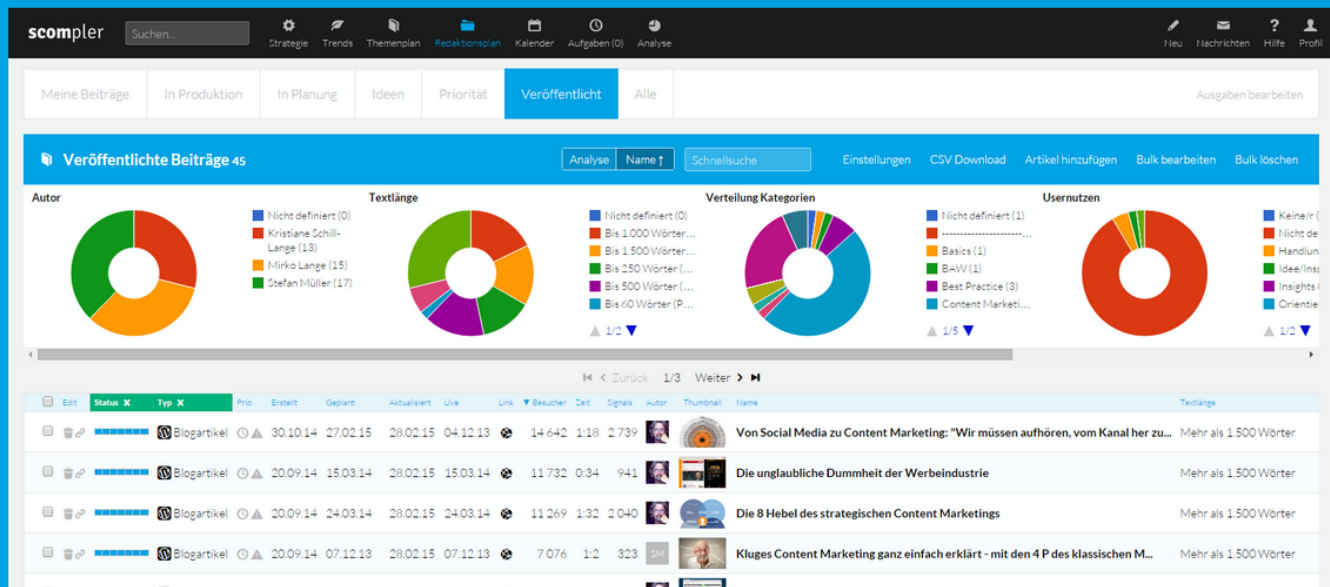 scompler Suchen... Strategie Trends Themenplan Redaktionsplan Kalender Aufgaben (0) Analyse Neu Nachrichten Hilfe Profil
Meine Beiträge In Produktion In Planung Ideen Priorität Veröffentlicht Alle Ausgaben bearbeiten
Veröffentlichte Beiträge 45 Analyse Name↑ Schnellsuche Einstellungen CSV Download Artikel hinzufügen Bulk bearbeiten Bulk löschen
Autor
Nicht definiert (0)
Kristiane Schill-
Lange (13)
Mirko Lange (15)
Stefan Müller (17)
Textlänge
Nicht definiert (0)
Bis 1.000 Wörter...
Bis 1.500 Wörter...
Bis 250 Wörter (...
Bis 500 Wörter (...
Bis 60 Wörter (P...
1/2
Verteilung Kategorien
Nicht definiert (1)
----------------------...
Basics (1)
BAW (1)
Best Practice (3)
Content Marketi...
1/5
Usernutzen
Keine/r (
Nicht de
Handlun
Idee/Insp
Insights
Orientie
1/2
Zurück 1/3 Weiter
Edit Status X Typ X Prio Erstellt Geplant Aktualisiert Live Link Besucher Zeit Signals Autor Thumbnail Name Textlänge
Blogartikel 30.10.14 27.02.15 28.02.15 04.12.13 14 642 1:18 2 739 Von Social Media zu Content Marketing: "Wir müssen aufhören, vom Kanal her zu... Mehr als 1.500 Wörter
Blogartikel 20.09.14 15.03.14 28.02.15 15.03.14 11 732 0:34 941 Die unglaubliche Dummheit der Werbeindustrie Mehr als 1.500 Wörter
Blogartikel 20.09.14 24.03.14 28.02.15 24.03.14 11 269 1:32 2 040 Die 8 Hebel des strategischen Content Marketings Mehr als 1.500 Wörter
Blogartikel 20.09.14 07.12.13 28.02.15 07.12.13 7 076 1:2 323 SM Kluges Content Marketing ganz einfach erklärt - mit den 4 P des klassischen M... Mehr als 1.500 Wörter